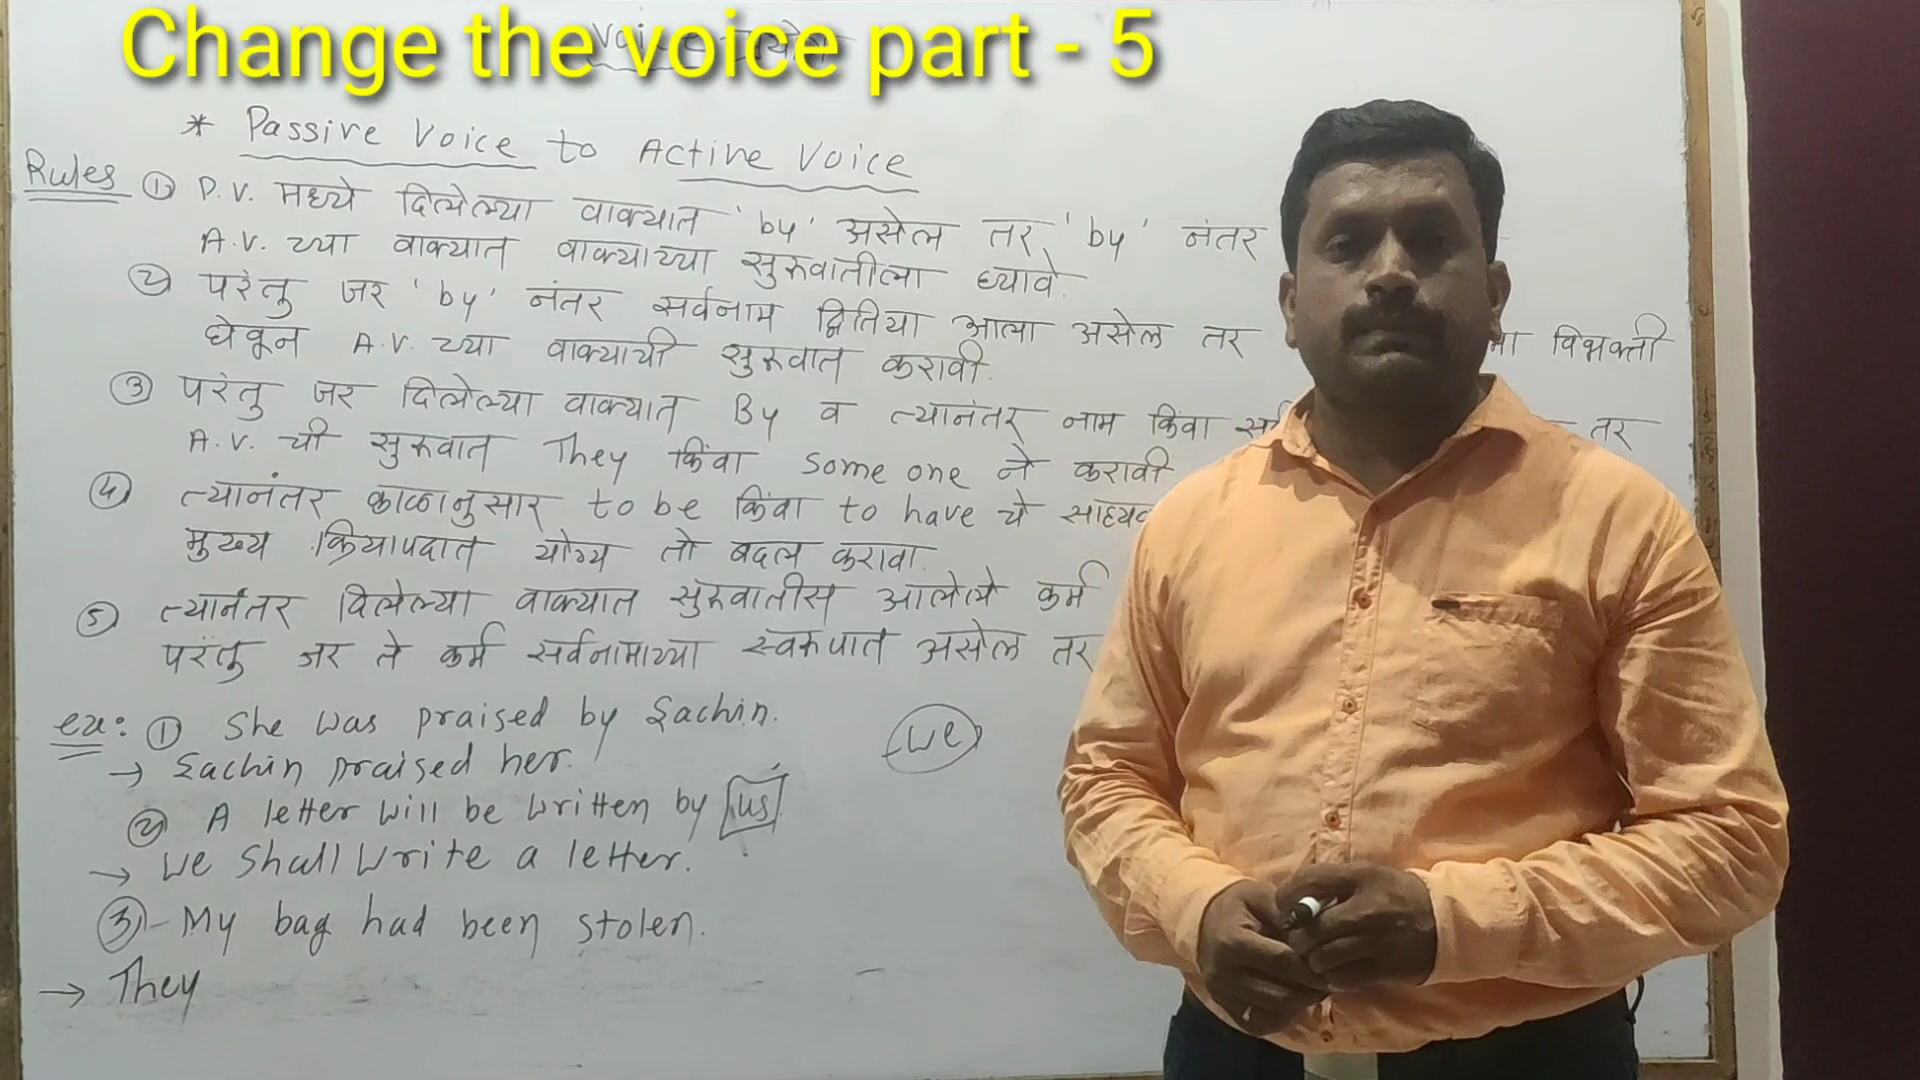 Change the voice part - 5
Voice
* Passive Voice to Active Voice
Rules ① P.V. मध्ये दिलेल्या वाक्यात 'by' असेल तर 'by' नंतर
A.V. च्या वाक्यात वाक्याच्या सुरुवातीला घ्यावे.
② परंतु जर 'by' नंतर सर्वनाम द्वितिया आला असेल तर विभक्ती
घेवून A.V. च्या वाक्याची सुरुवात करावी.
③ परंतु जर दिलेल्या वाक्यात By व त्यानंतर नाम किंवा तर
A.V. ची सुरुवात They किंवा some one ने करावी
④ त्यानंतर काळानुसार to be किंवा to have चे
मुख्य क्रियापदात योग्य तो बदल करावा.
⑤ त्यानंतर दिलेल्या वाक्यात सुरुवातीस आलेले कर्म
परंतु जर ते कर्म सर्वनामाच्या स्वरूपात असेल तर
ex: ① She was praised by Sachin.
→ Sachin praised her.
② A letter will be written by us
we
→ We shall write a letter.
③ - My bag had been stolen.
→ They